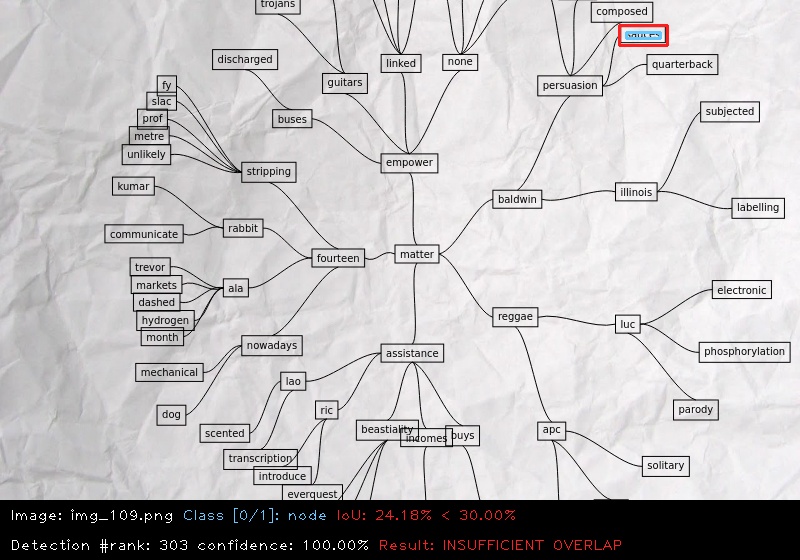 trojans
composed
discharged
linked
none
guitars
persuasion
quarterback
fy
slac
prof
metre
unlikely
buses
subjected
stripping
empower
kumar
baldwin
illinois
labelling
communicate
rabbit
fourteen
matter
trevor
markets
ala
dashed
hydrogen
month
electronic
reggae
luc
nowadays
assistance
phosphorylation
mechanical
lao
dog
ric
parody
scented
beastiality
incomes
buys
apc
transcription
introduce
solitary
everquest
Image: img_109.png Class [0/1]: node IoU: 24.18% < 30.00%
Detection #rank: 303 confidence: 100.00% Result: INSUFFICIENT OVERLAP